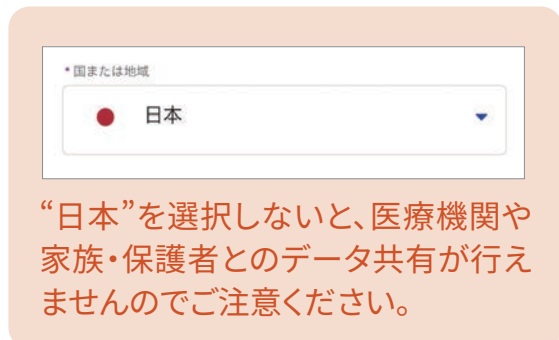 *国または地域
日本
“日本”を選択しないと、医療機関や
家族・保護者とのデータ共有が行え
ませんのでご注意ください。